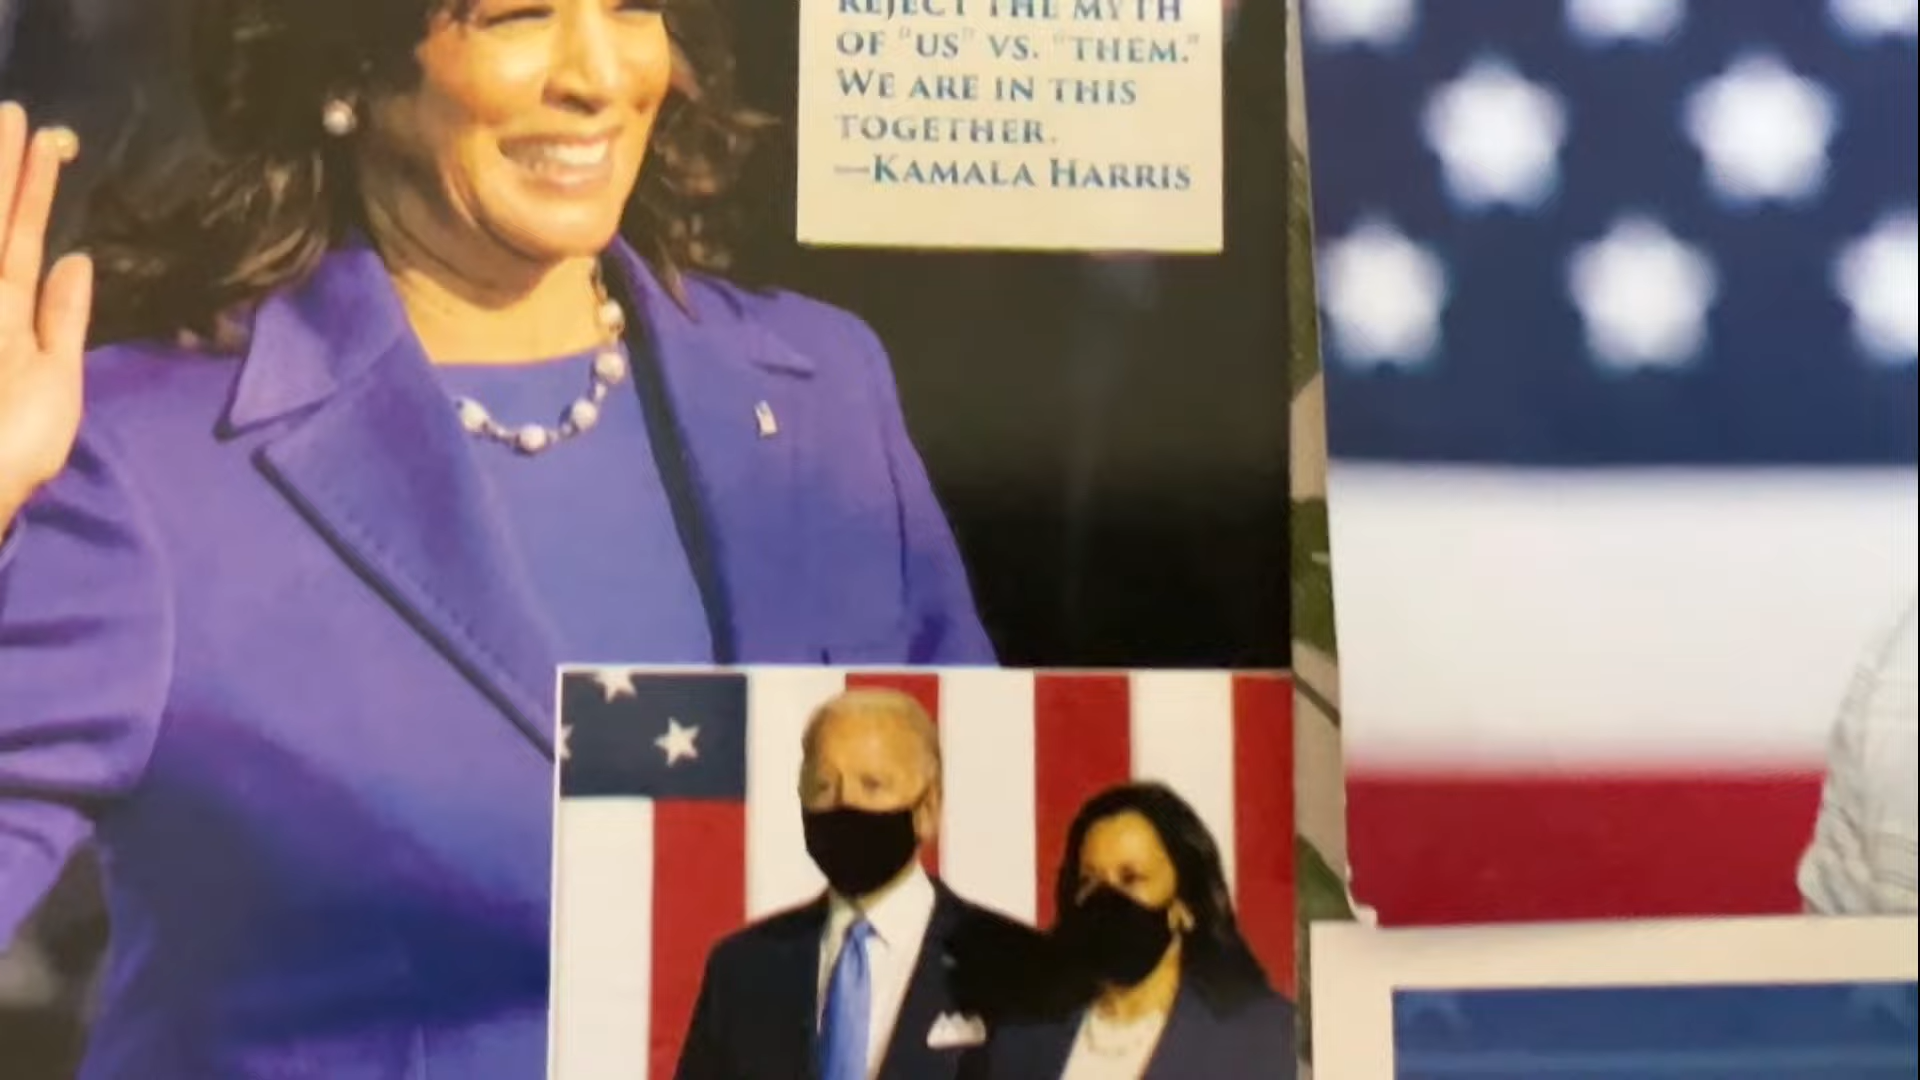 REJECT THE MYTH
OF "US" VS. "THEM."
WE ARE IN THIS
TOGETHER.
—KAMALA HARRIS